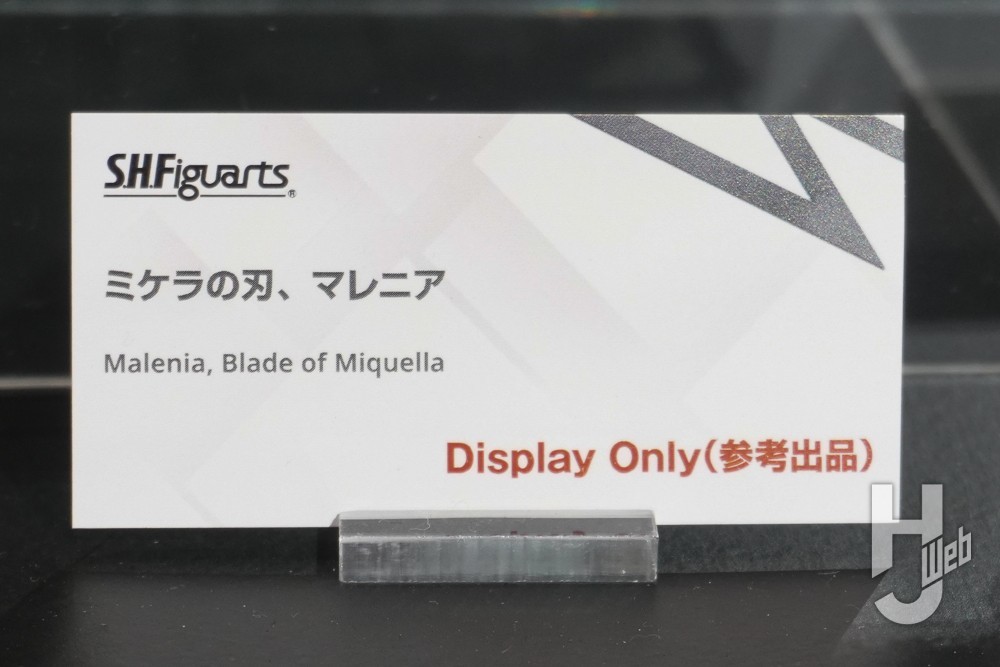 S.H.Figuarts®
ミケラの刃、マレニア
Malenia, Blade of Miquella
Display Only(参考出品)
HJ Web